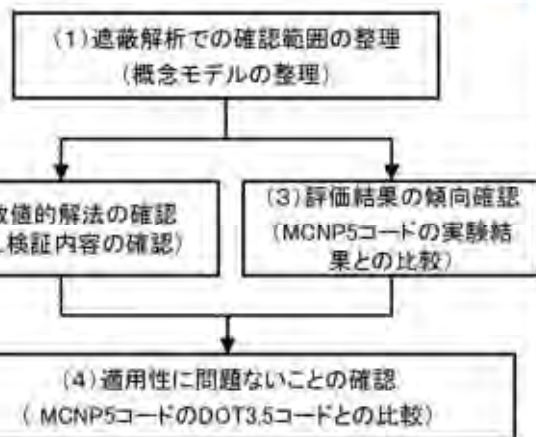 (1)遮蔽解析での確認範囲の整理
(概念モデルの整理)
値的解法の確認
検証内容の確認)
(3)評価結果の傾向確認
(MCNP5コードの実験結
果との比較)
(4)適用性に問題ないことの確認
( MCNP5コードのDOT3.5コードとの比較)